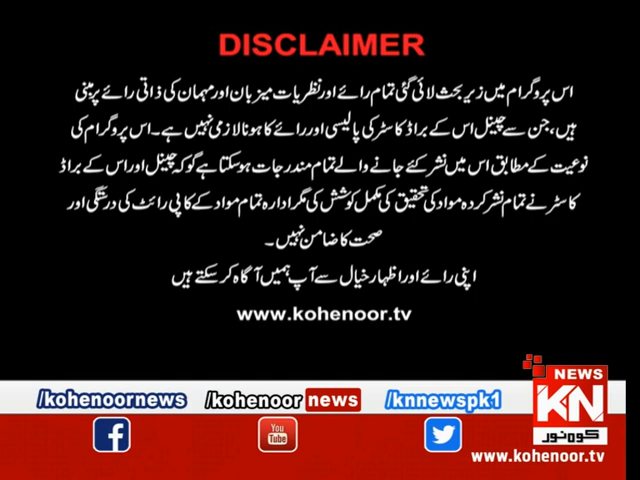 DISCLAIMER
اس پروگرام میں زیر بحث لائی گئی تمام رائے اور نظریات میزبان اور مہمان کی ذاتی رائے پر مبنی
ہیں، جن سے چینل اس کے براڈ کاسٹر کی پالیسی اور رائے کا ہونا لازمی نہیں ہے۔ اس پروگرام کی
نوعیت کے مطابق اس میں نشر کئے جانے والے تمام مندرجات ہو سکتا ہے گو کہ چینل اور اس کے براڈ
کاسٹر نے تمام نشر کردہ مواد کی تحقیق کی مکمل کوشش کی مگر ادارہ تمام مواد کے کاپی رائٹ کی درستگی اور
صحت کا ضامن نہیں۔
اپنی رائے اور اظہار خیال سے آپ ہمیں آگاہ کر سکتے ہیں
www.kohenoor.tv
/kohenoornews /kohenoor news /knnewspk1
You Tube
NEWS
KN
کوہ نور
www.kohenoor.tv